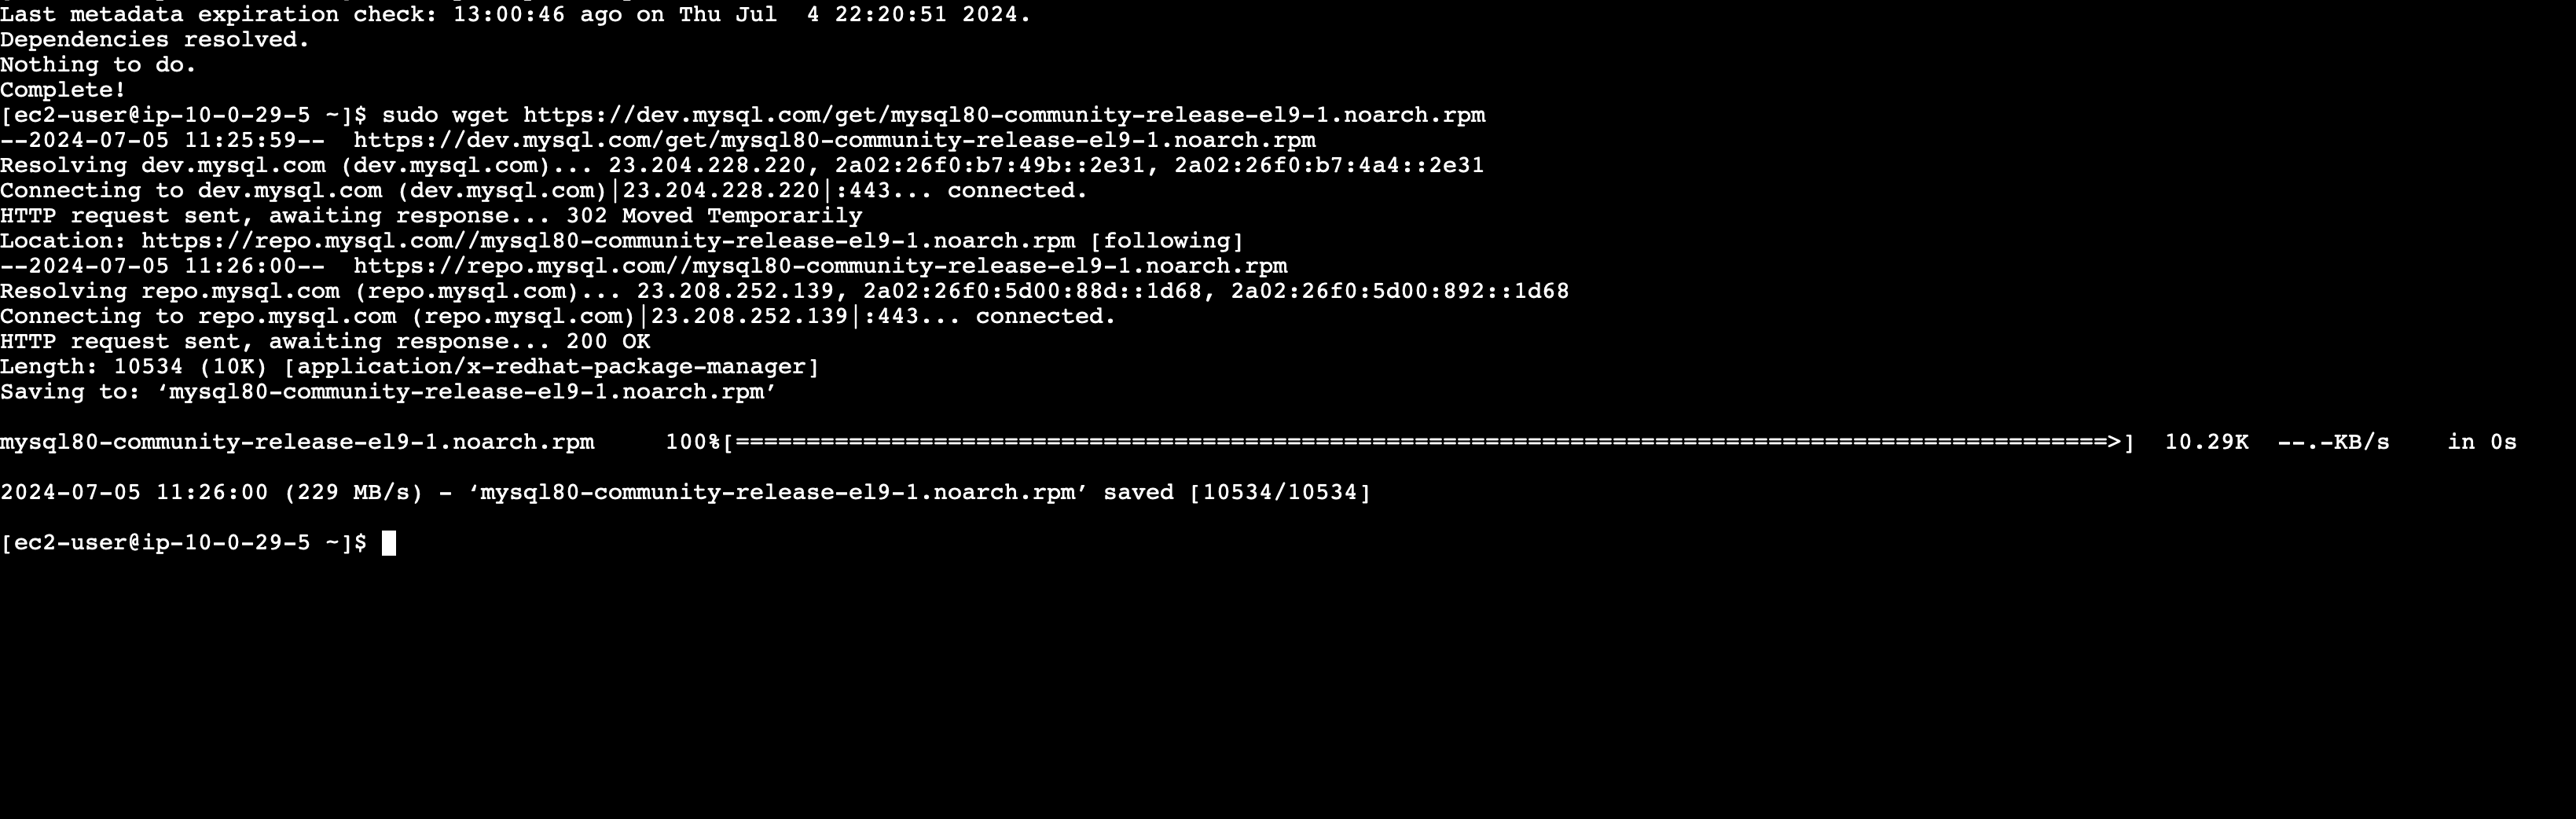 Last metadata expiration check: 13:00:46 ago on Thu Jul  4 22:20:51 2024.
Dependencies resolved.
Nothing to do.
Complete!
[ec2-user@ip-10-0-29-5 ~]$ sudo wget https://dev.mysql.com/get/mysql80-community-release-el9-1.noarch.rpm
--2024-07-05 11:25:59--  https://dev.mysql.com/get/mysql80-community-release-el9-1.noarch.rpm
Resolving dev.mysql.com (dev.mysql.com)... 23.204.228.220, 2a02:26f0:b7:49b::2e31, 2a02:26f0:b7:4a4::2e31
Connecting to dev.mysql.com (dev.mysql.com)|23.204.228.220|:443... connected.
HTTP request sent, awaiting response... 302 Moved Temporarily
Location: https://repo.mysql.com//mysql80-community-release-el9-1.noarch.rpm [following]
--2024-07-05 11:26:00--  https://repo.mysql.com//mysql80-community-release-el9-1.noarch.rpm
Resolving repo.mysql.com (repo.mysql.com)... 23.208.252.139, 2a02:26f0:5d00:88d::1d68, 2a02:26f0:5d00:892::1d68
Connecting to repo.mysql.com (repo.mysql.com)|23.208.252.139|:443... connected.
HTTP request sent, awaiting response... 200 OK
Length: 10534 (10K) [application/x-redhat-package-manager]
Saving to: ‘mysql80-community-release-el9-1.noarch.rpm’
mysql80-community-release-el9-1.noarch.rpm     100%[=================================================================================================>]  10.29K  --.-KB/s    in 0s
2024-07-05 11:26:00 (229 MB/s) - ‘mysql80-community-release-el9-1.noarch.rpm’ saved [10534/10534]
[ec2-user@ip-10-0-29-5 ~]$